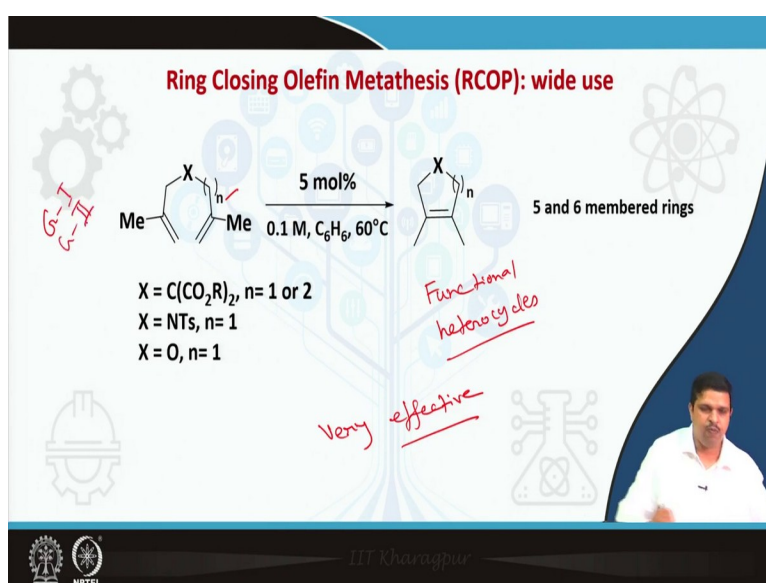 Ring Closing Olefin Metathesis (RCOP): wide use
G-I
G-II
X
( )n
Me
Me
5 mol%
0.1 M, C₆H₆, 60°C
X
( )n
5 and 6 membered rings
X = C(CO₂R)₂, n= 1 or 2
X = NTs, n= 1
X = O, n= 1
Functional
heterocycles
Very effective
IIT Kharagpur
NPTEL